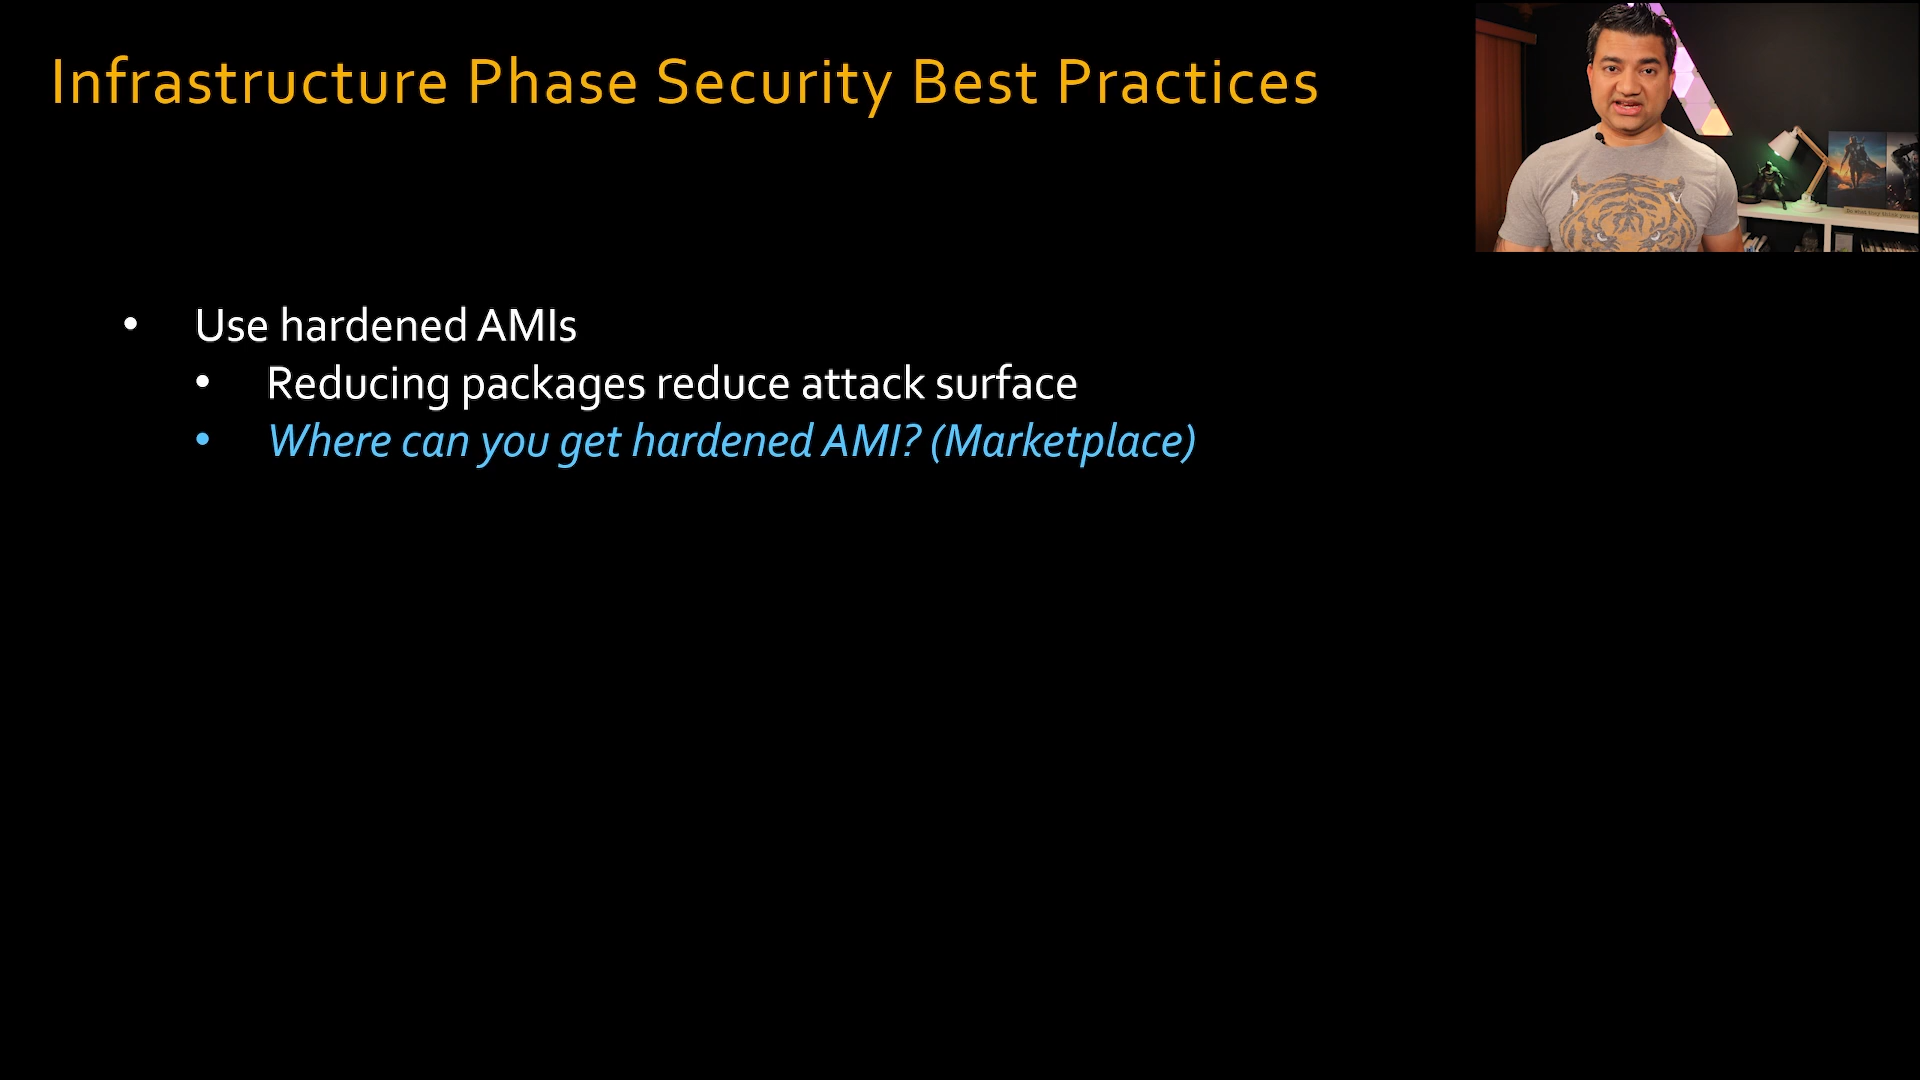 Infrastructure Phase Security Best Practices
• Use hardened AMIs
• Reducing packages reduce attack surface
• Where can you get hardened AMI? (Marketplace)